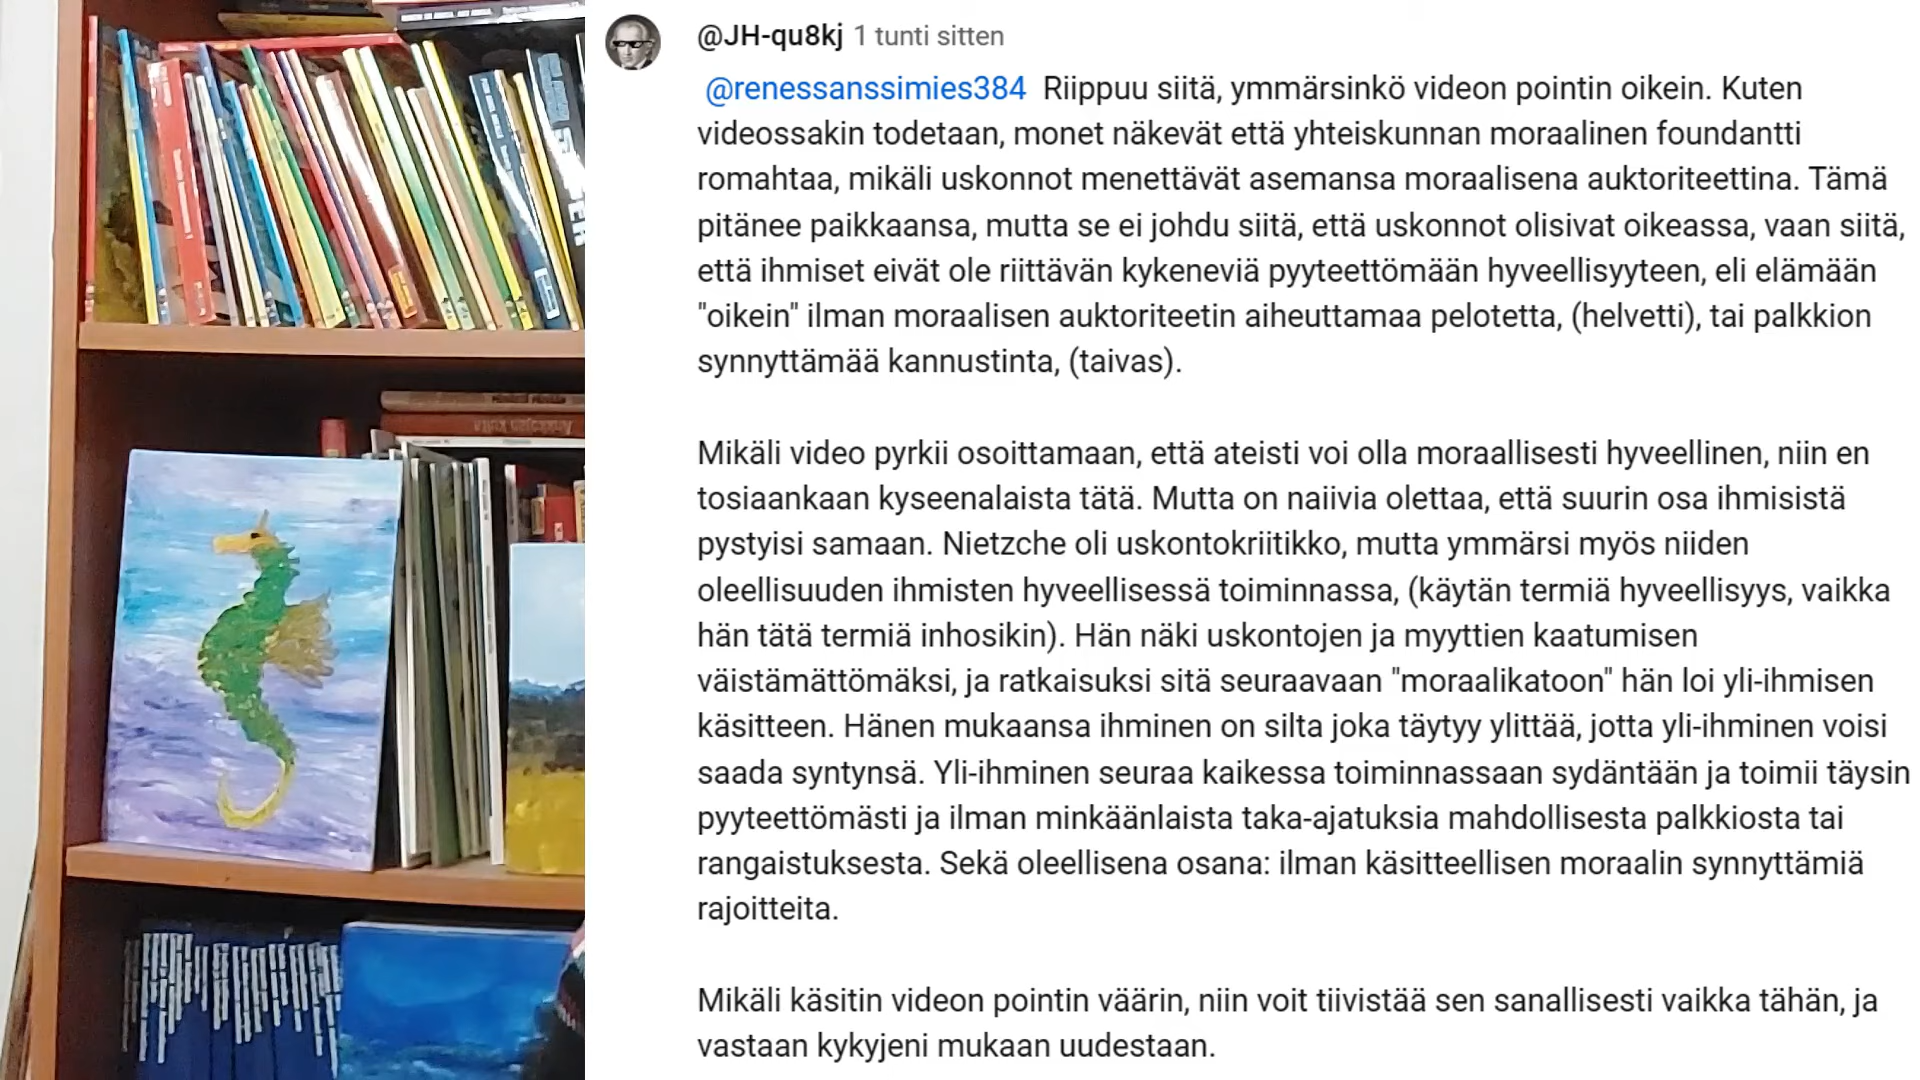 @JH-qu8kj 1 tunti sitten
@renessanssimies384 Riippuu siitä, ymmärsinkö videon pointin oikein. Kuten
videossakin todetaan, monet näkevät että yhteiskunnan moraalinen foundantti
romahtaa, mikäli uskonnot menettävät asemansa moraalisena auktoriteettina. Tämä
pitänee paikkaansa, mutta se ei johdu siitä, että uskonnot olisivat oikeassa, vaan siitä,
että ihmiset eivät ole riittävän kykeneviä pyyteettömään hyveellisyyteen, eli elämään
"oikein" ilman moraalisen auktoriteetin aiheuttamaa pelotetta, (helvetti), tai palkkion
synnyttämää kannustinta, (taivas).
Mikäli video pyrkii osoittamaan, että ateisti voi olla moraallisesti hyveellinen, niin en
tosiaankaan kyseenalaista tätä. Mutta on naiivia olettaa, että suurin osa ihmisistä
pystyisi samaan. Nietzche oli uskontokriitikko, mutta ymmärsi myös niiden
oleellisuuden ihmisten hyveellisessä toiminnassa, (käytän termiä hyveellisyys, vaikka
hän tätä termiä inhosikin). Hän näki uskontojen ja myyttien kaatumisen
väistämättömäksi, ja ratkaisuksi sitä seuraavaan "moraalikatoon" hän loi yli-ihmisen
käsitteen. Hänen mukaansa ihminen on silta joka täytyy ylittää, jotta yli-ihminen voisi
saada syntynsä. Yli-ihminen seuraa kaikessa toiminnassaan sydäntään ja toimii täysin
pyyteettömästi ja ilman minkäänlaista taka-ajatuksia mahdollisesta palkkiosta tai
rangaistuksesta. Sekä oleellisena osana: ilman käsitteellisen moraalin synnyttämiä
rajoitteita.
Mikäli käsitin videon pointin väärin, niin voit tiivistää sen sanallisesti vaikka tähän, ja
vastaan kykyjeni mukaan uudestaan.